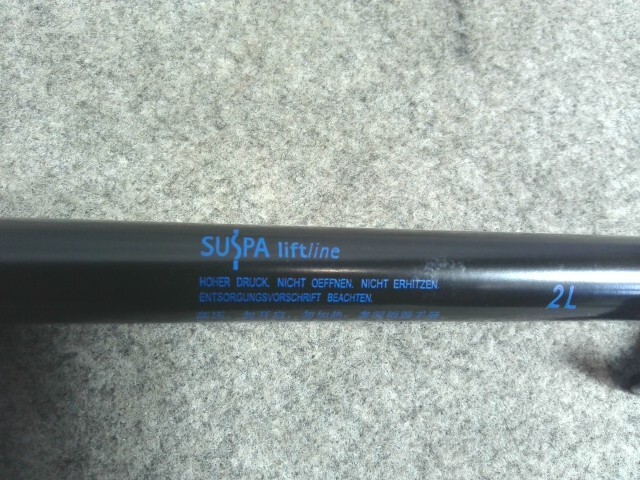 SUSPA liftline
HOHER DRUCK. NICHT OEFFNEN. NICHT ERHITZEN.
ENTSORGUNGSVORSCHRIFT BEACHTEN.
2L